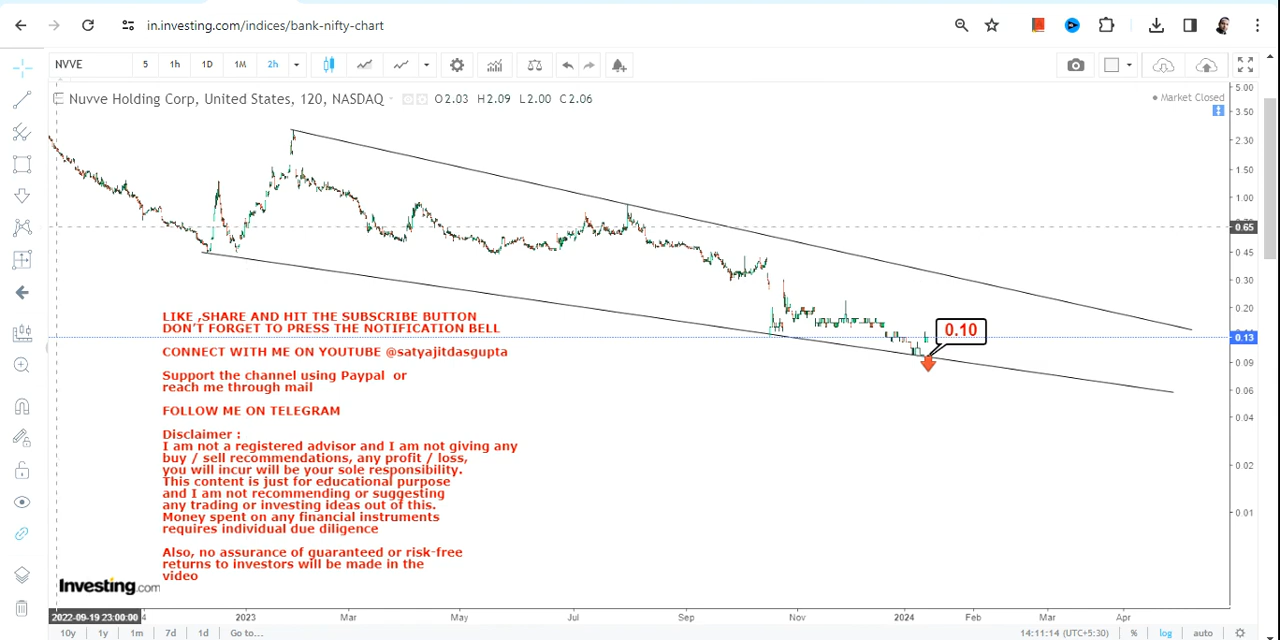 in.investing.com/indices/bank-nifty-chart
NVVE 5 1h 1D 1M 2h
Nuvve Holding Corp, United States, 120, NASDAQ O2.03 H2.09 L2.00 C2.06
Market Closed
5.00
3.50
2.30
1.50
1.00
0.65
0.45
0.30
0.20
0.10
0.13
0.09
0.06
0.04
0.02
0.01
LIKE ,SHARE AND HIT THE SUBSCRIBE BUTTON
DON'T FORGET TO PRESS THE NOTIFICATION BELL
CONNECT WITH ME ON YOUTUBE @satyajitdasgupta
Support the channel using Paypal or
reach me through mail
FOLLOW ME ON TELEGRAM
Disclaimer :
I am not a registered advisor and I am not giving any
buy / sell recommendations, any profit / loss,
you will incur will be your sole responsibility.
This content is just for educational purpose
and I am not recommending or suggesting
any trading or investing ideas out of this.
Money spent on any financial instruments
requires individual due diligence
Also, no assurance of guaranteed or risk-free
returns to investors will be made in the
video
Investing.com
2022-09-19 23:00:00 2023 Mar May Jul Sep Nov 2024 Feb Mar Apr
10y 1y 1m 7d 1d Go to... 14:11:14 (UTC+5:30) % log auto